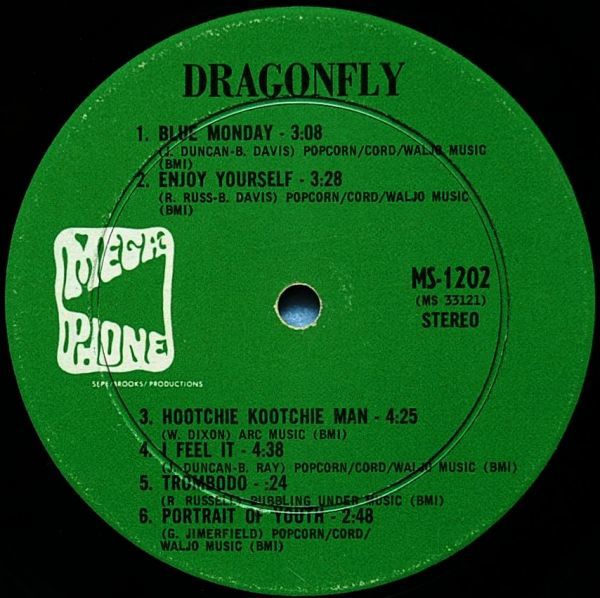 DRAGONFLY
1. BLUE MONDAY - 3:08
(J. DUNCAN-B. DAVIS) POPCORN/CORD/WALJO MUSIC
(BMI)
2. ENJOY YOURSELF - 3:28
(R. RUSS-B. DAVIS) POPCORN/CORD/WALJO MUSIC
(BMI)
MEGA
PHONE
SEPE/BROOKS/PRODUCTIONS
MS-1202
(MS 33121)
STEREO
3. HOOTCHIE KOOTCHIE MAN - 4:25
(W. DIXON) ARC MUSIC (BMI)
4. I FEEL IT - 4:38
(J. DUNCAN-B. RAY) POPCORN/CORD/WALJO MUSIC (BMI)
5. TROMBODO - :24
(R. RUSSELL) BUBBLING UNDER MUSIC (BMI)
6. PORTRAIT OF YOUTH - 2:48
(G. JIMERFIELD) POPCORN/CORD/
WALJO MUSIC (BMI)